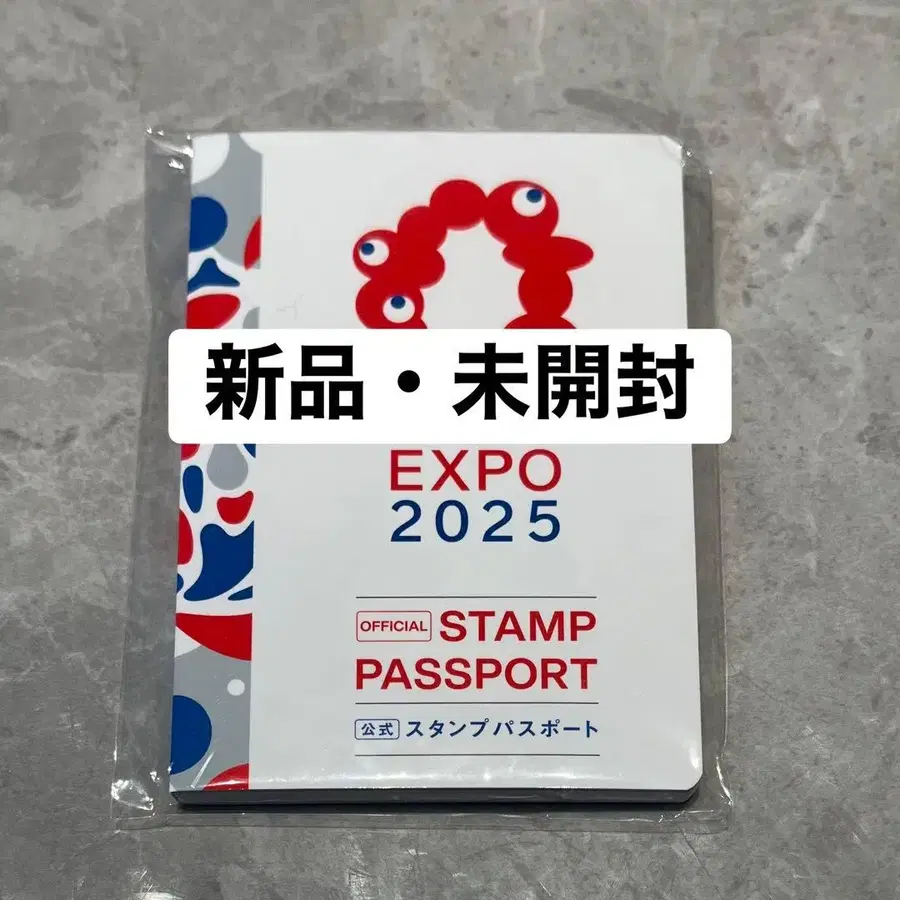 新品・未開封
EXPO
2025
OFFICIAL STAMP
PASSPORT
公式 スタンプパスポート